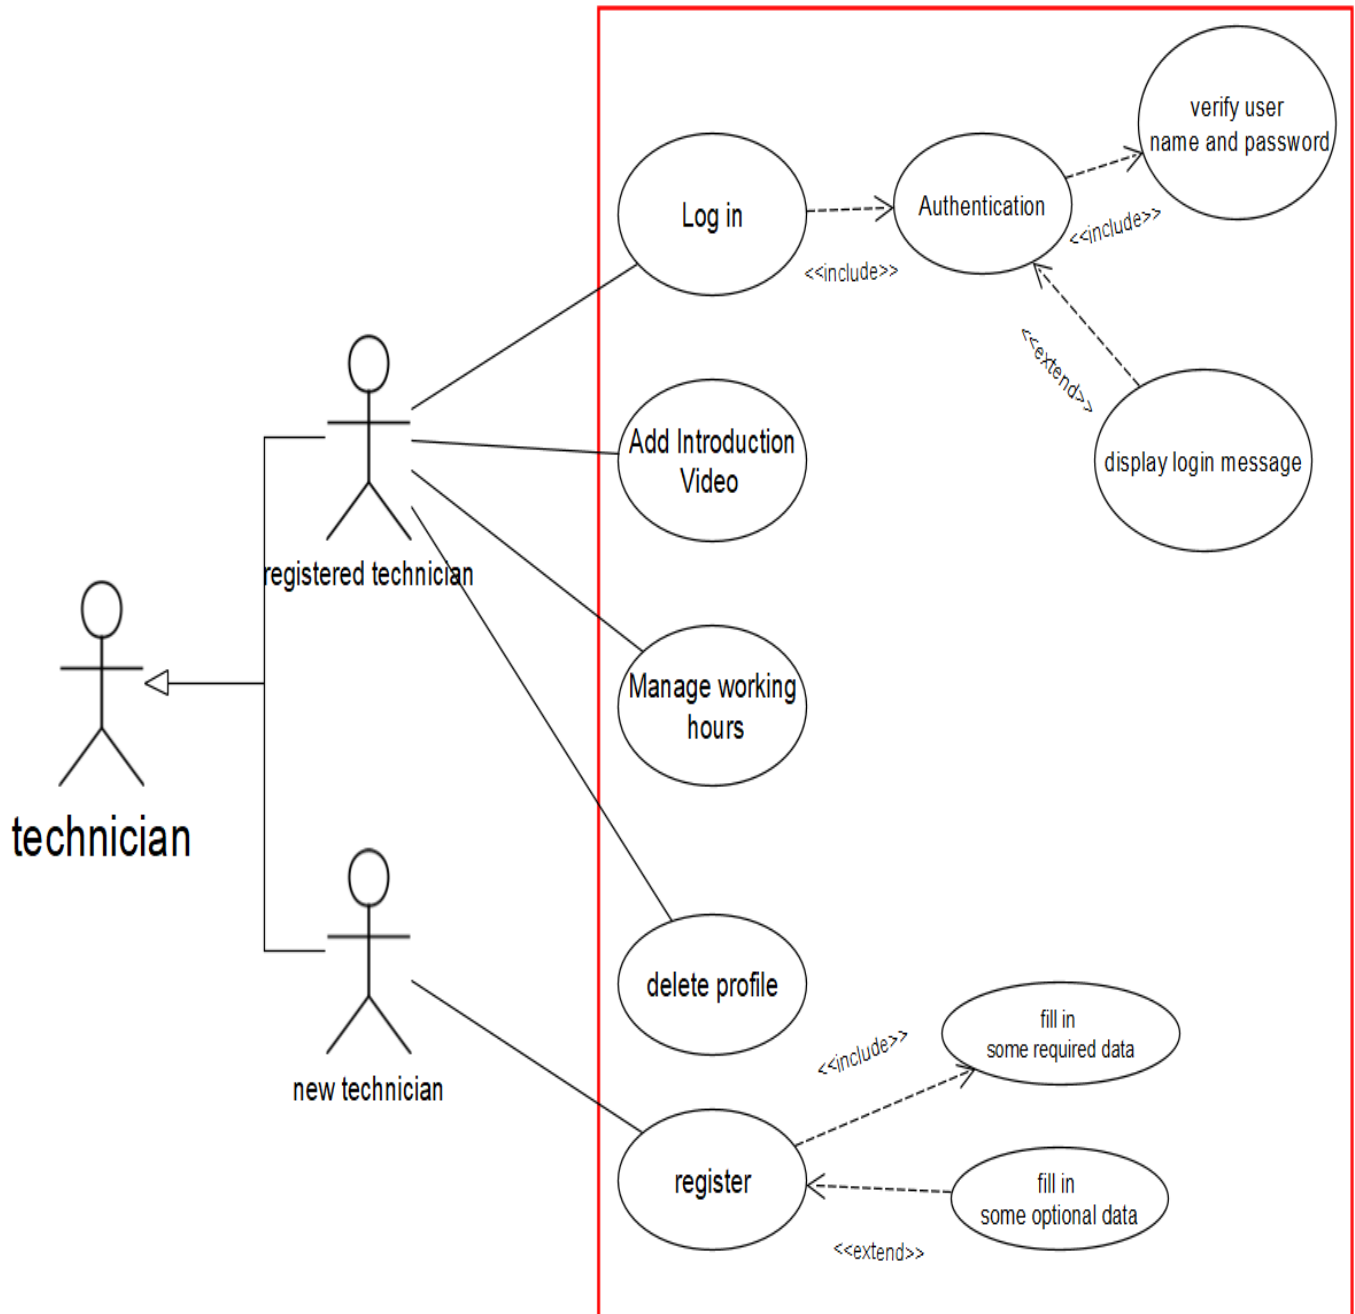 verify user
name and password
Log in
Authentication
<<include>>
<<include>>
<<extend>>
Add Introduction
Video
display login message
registered technician
Manage working
hours
technician
delete profile
new technician
<<include>>
fill in
some required data
register
fill in
some optional data
<<extend>>